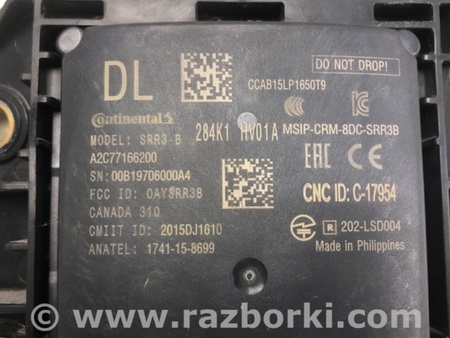 DL
DO NOT DROP!
CCAB15LP1650T9
Continental
MODEL: SRR3-B
284K1 HV01A
MSIP-CRM-8DC-SRR3B
A2C77166200
SN: 00B19706000A4
EAC CE
FCC ID: OAYSRR3B
CNC ID: C-17954
CANADA 310
CMIIT ID: 2015DJ1610
R 202-LSD004
ANATEL: 1741-15-8699
Made in Philippines
www.razborki.com